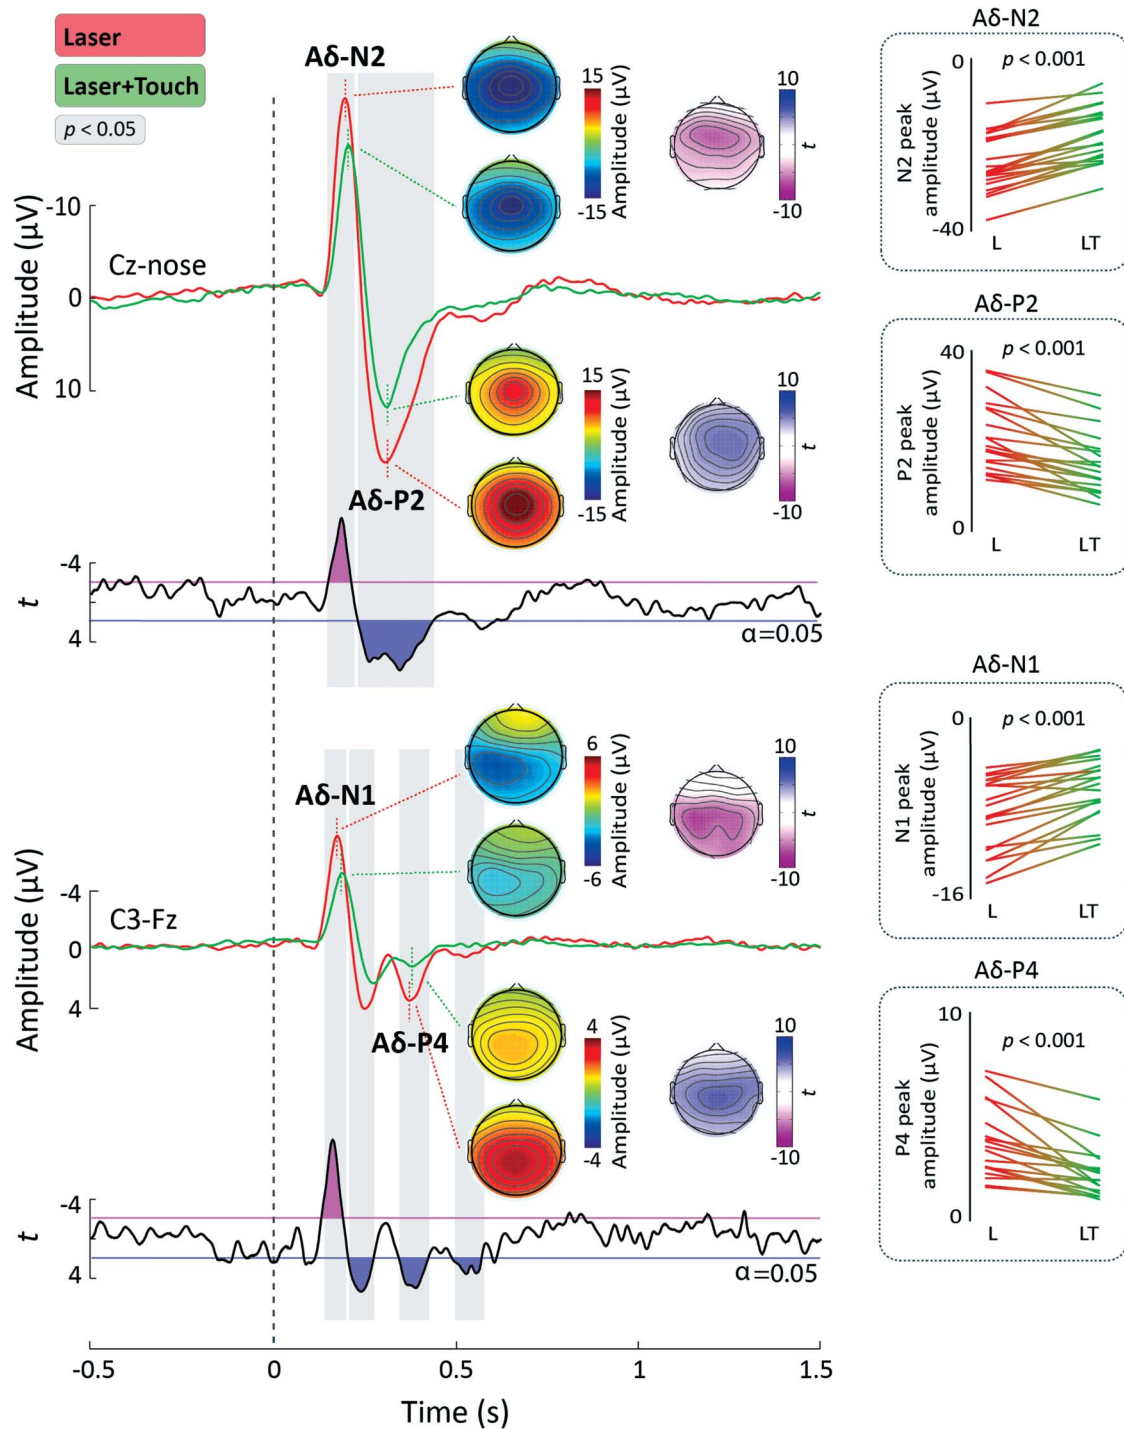 Laser
Laser+Touch
p < 0.05
Aδ-N2
15
-15
Amplitude (µV)
10
-10
t
Amplitude (µV)
-10
0
10
Cz-nose
Aδ-P2
15
-15
Amplitude (µV)
10
-10
t
t
-4
4
α=0.05
Aδ-N1
6
-6
Amplitude (µV)
10
-10
t
Amplitude (µV)
-4
0
4
C3-Fz
Aδ-P4
4
-4
Amplitude (µV)
10
-10
t
t
-4
4
α=0.05
-0.5
0
0.5
1
1.5
Time (s)
Aδ-N2
p < 0.001
0
-40
N2 peak
amplitude (µV)
L
LT
Aδ-P2
p < 0.001
40
0
P2 peak
amplitude (µV)
L
LT
Aδ-N1
p < 0.001
0
-16
N1 peak
amplitude (µV)
L
LT
Aδ-P4
p < 0.001
10
0
P4 peak
amplitude (µV)
L
LT